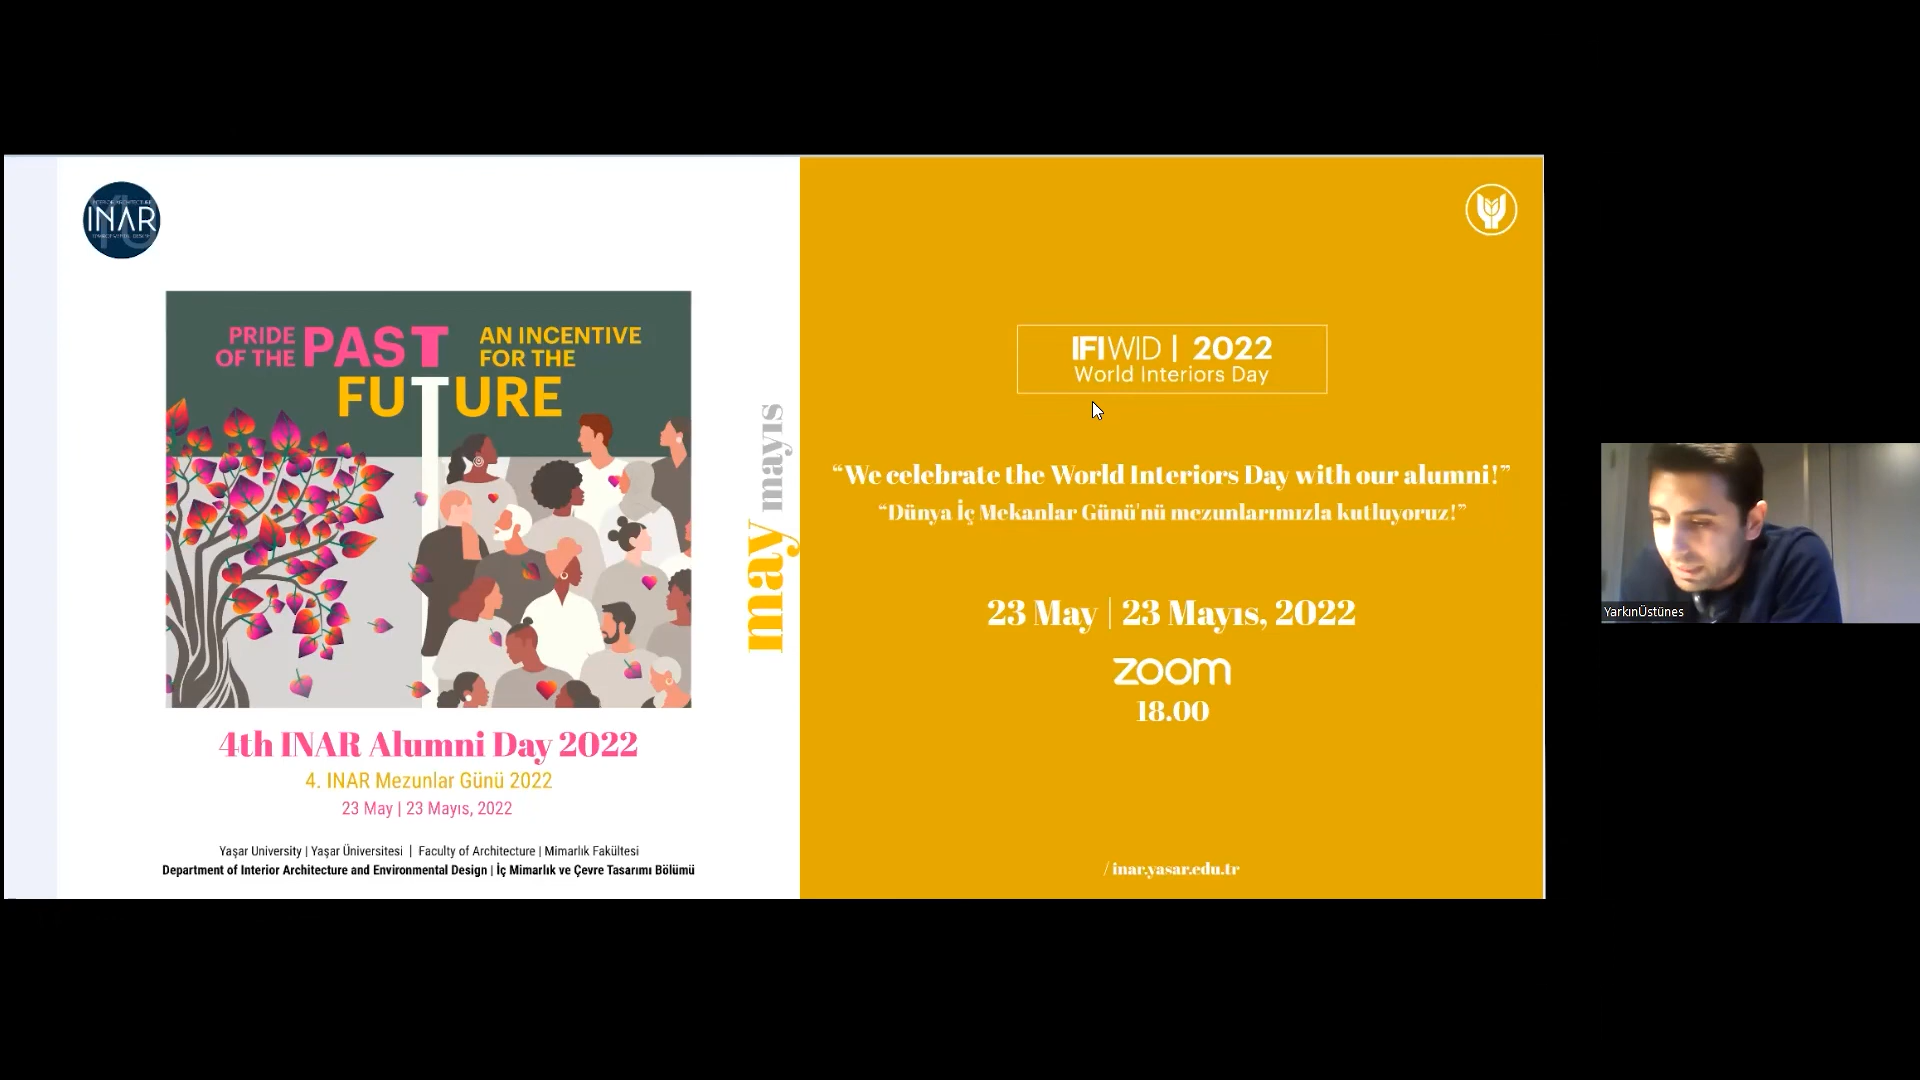 INAR
PRIDE
OF THE PAST
AN INCENTIVE
FOR THE
FUTURE
may mayıs
4th INAR Alumni Day 2022
4. INAR Mezunlar Günü 2022
23 May | 23 Mayıs, 2022
Yaşar University | Yaşar Üniversitesi | Faculty of Architecture | Mimarlık Fakültesi
Department of Interior Architecture and Environmental Design | İç Mimarlık ve Çevre Tasarımı Bölümü
IFI WID | 2022
World Interiors Day
“We celebrate the World Interiors Day with our alumni!”
“Dünya İç Mekanlar Günü'nü mezunlarımızla kutluyoruz!”
23 May | 23 Mayıs, 2022
zoom
18.00
/ inar.yasar.edu.tr
YarkınÜstünes